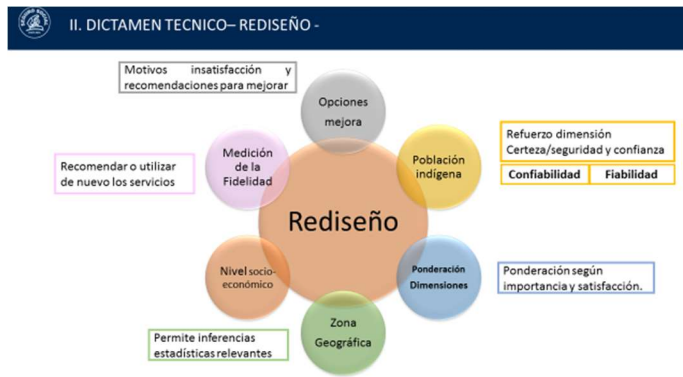 II. DICTAMEN TECNICO– REDISEÑO -
Motivos insatisfacción y
recomendaciones para mejorar
Opciones
mejora
Refuerzo dimensión
Certeza/seguridad y confianza
Confiabilidad Fiabilidad
Medición
de la
Fidelidad
Población
indígena
Recomendar o utilizar
de nuevo los servicios
Rediseño
Nivel socio-
económico
Ponderación
Dimensiones
Ponderación según
importancia y satisfacción.
Zona
Geográfica
Permite inferencias
estadísticas relevantes